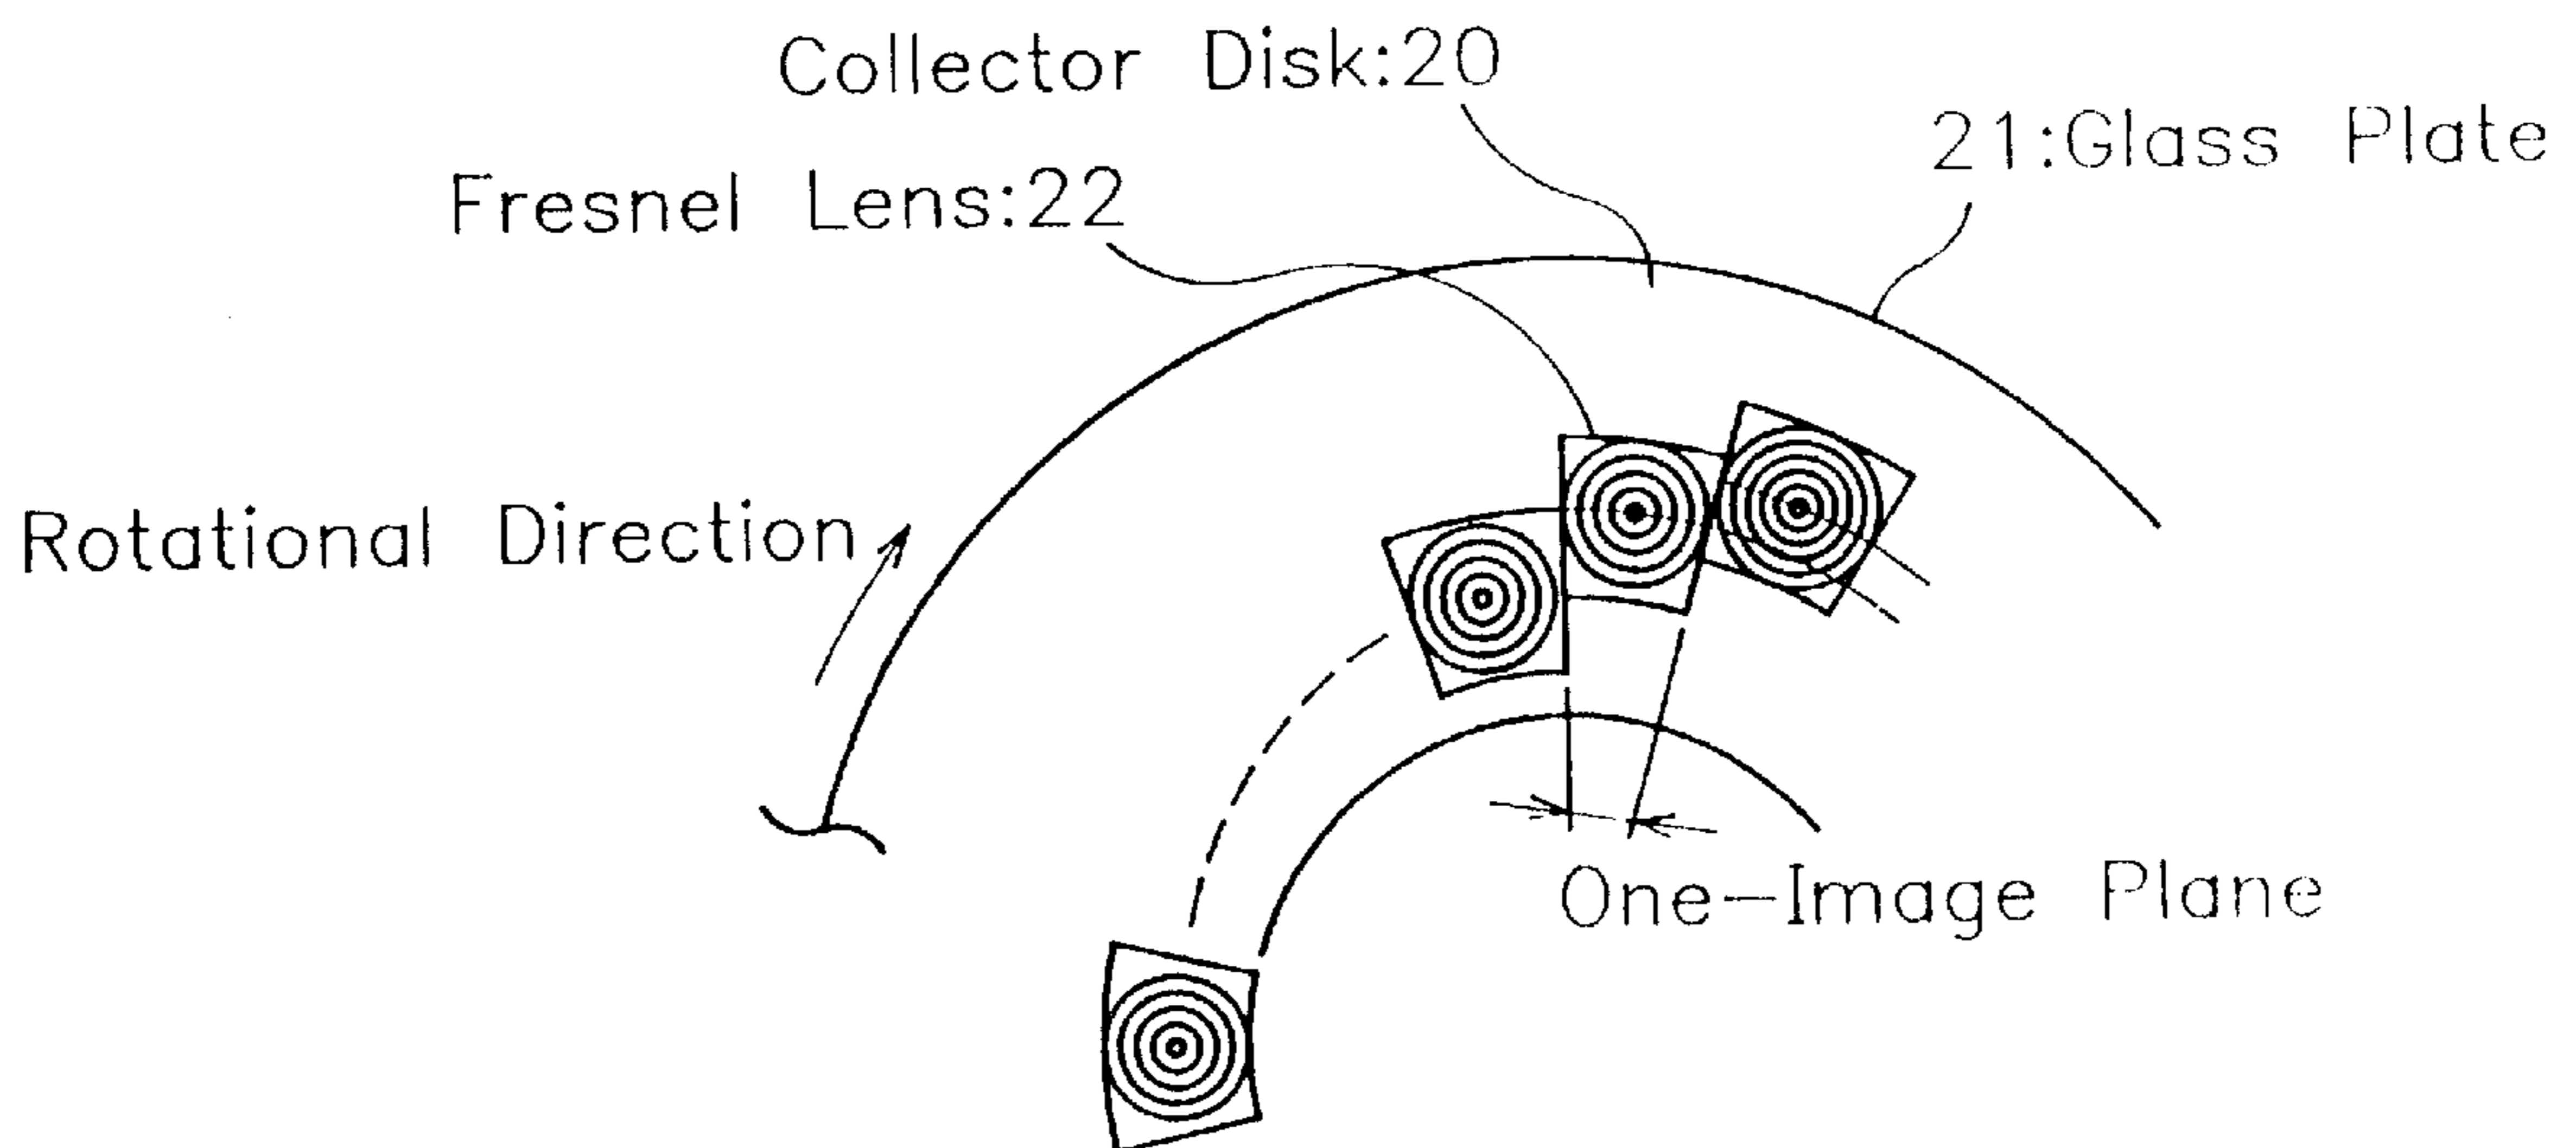 Collector Disk:20
21:Glass Plate
Fresnel Lens:22
Rotational Direction
One-Image Plane